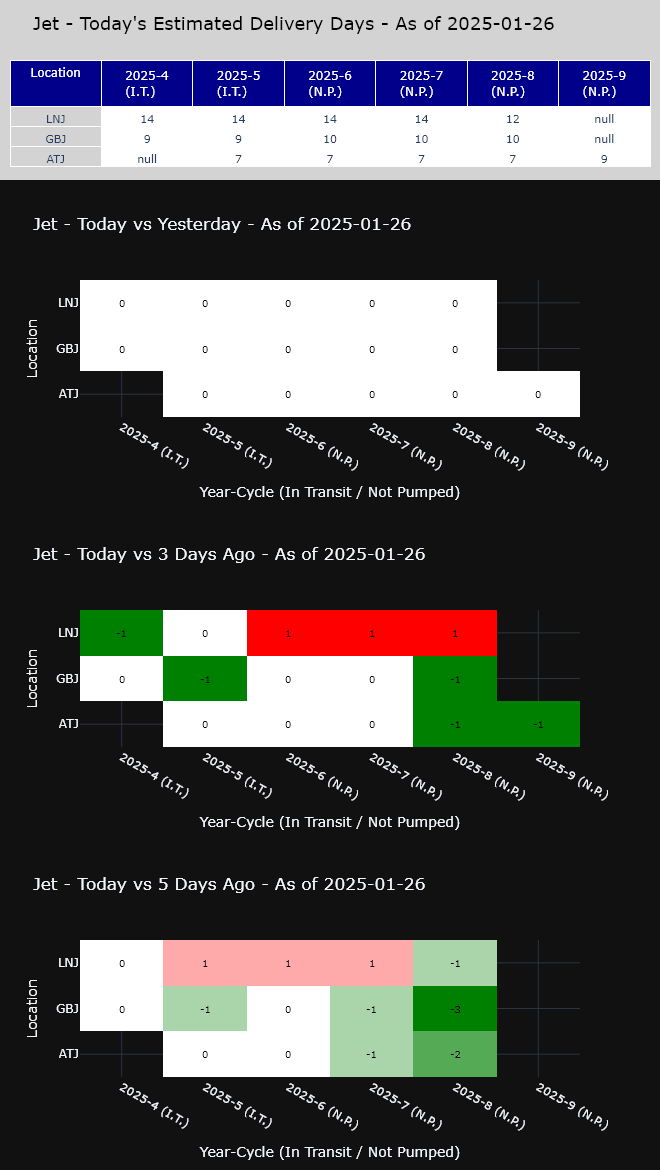 Jet - Today's Estimated Delivery Days - As of 2025-01-26
Location 2025-4 (I.T.) 2025-5 (I.T.) 2025-6 (N.P.) 2025-7 (N.P.) 2025-8 (N.P.) 2025-9 (N.P.)
LNJ 14 14 14 14 12 null
GBJ 9 9 10 10 10 null
ATJ null 7 7 7 7 9
Jet - Today vs Yesterday - As of 2025-01-26
Location
LNJ 0 0 0 0 0
GBJ 0 0 0 0 0
ATJ 0 0 0 0 0
2025-4 (I.T.) 2025-5 (I.T.) 2025-6 (N.P.) 2025-7 (N.P.) 2025-8 (N.P.) 2025-9 (N.P.)
Year-Cycle (In Transit / Not Pumped)
Jet - Today vs 3 Days Ago - As of 2025-01-26
Location
LNJ -1 0 1 1 1
GBJ 0 -1 0 0 -1
ATJ 0 0 0 -1 -1
2025-4 (I.T.) 2025-5 (I.T.) 2025-6 (N.P.) 2025-7 (N.P.) 2025-8 (N.P.) 2025-9 (N.P.)
Year-Cycle (In Transit / Not Pumped)
Jet - Today vs 5 Days Ago - As of 2025-01-26
Location
LNJ 0 1 1 1 -1
GBJ 0 -1 0 -1 -3
ATJ 0 0 -1 -2
2025-4 (I.T.) 2025-5 (I.T.) 2025-6 (N.P.) 2025-7 (N.P.) 2025-8 (N.P.) 2025-9 (N.P.)
Year-Cycle (In Transit / Not Pumped)